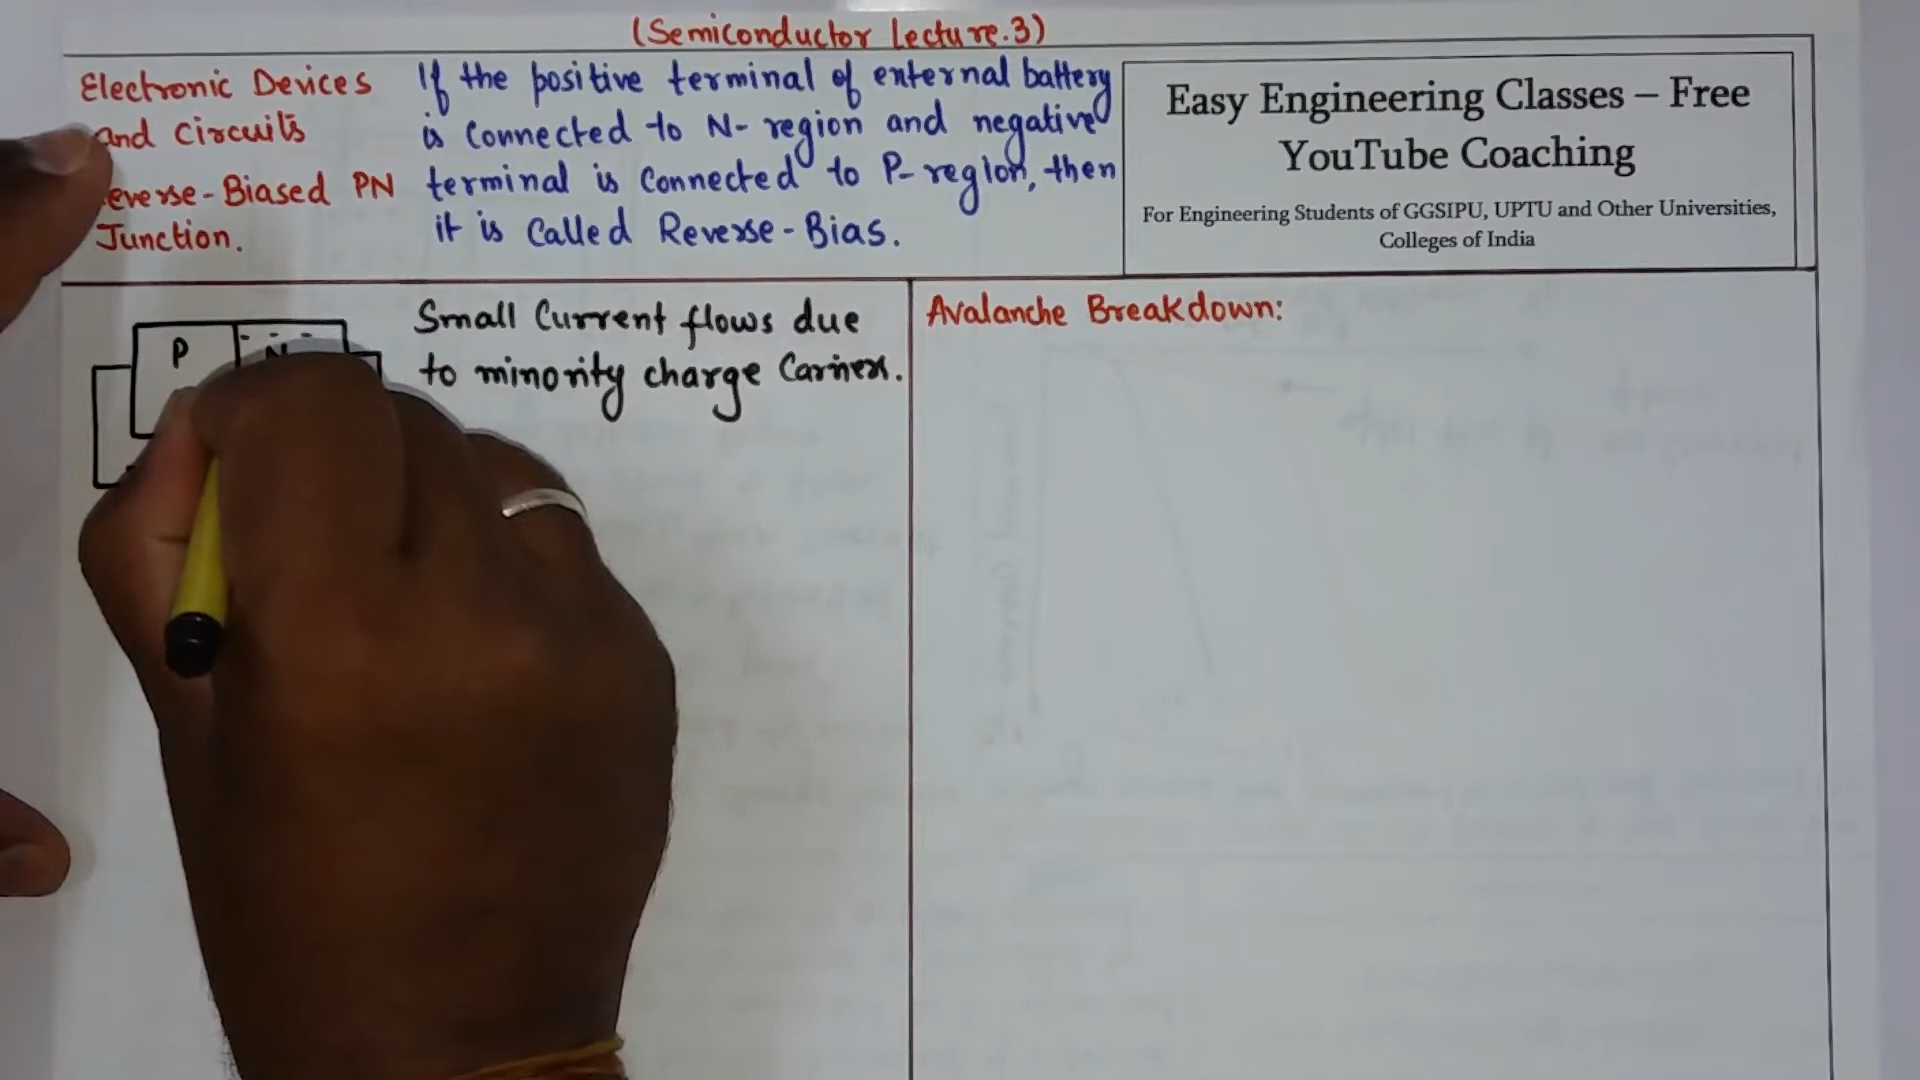 (Semiconductor Lecture.3)
Electronic Devices
and Circuits
everse-Biased PN
Junction.
If the positive terminal of external battery
is connected to N-region and negative
terminal is connected to P-region, then
it is called Reverse-Bias.
Easy Engineering Classes – Free
YouTube Coaching
For Engineering Students of GGSIPU, UPTU and Other Universities,
Colleges of India
P
N
Small Current flows due
to minority charge Carriers.
Avalanche Breakdown: